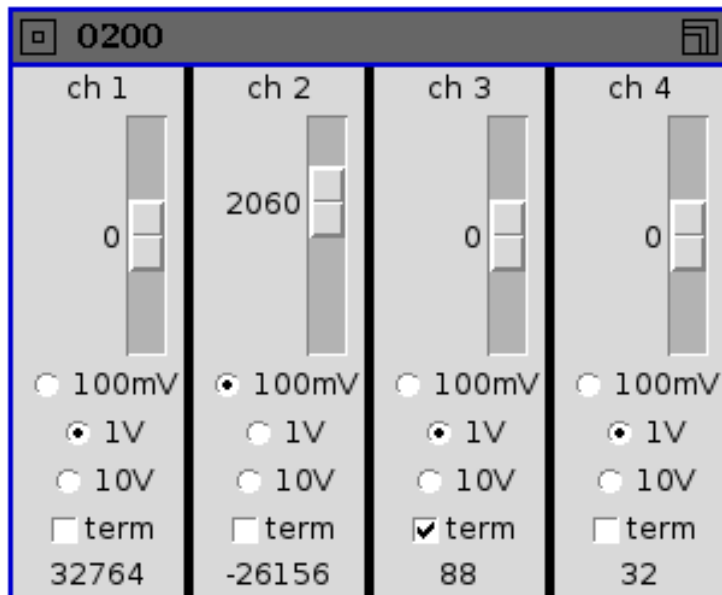 0200
ch 1 ch 2 ch 3 ch 4
2060
0 0 0
100mV 100mV 100mV 100mV
1V 1V 1V 1V
10V 10V 10V 10V
term term term term
32764 -26156 88 32